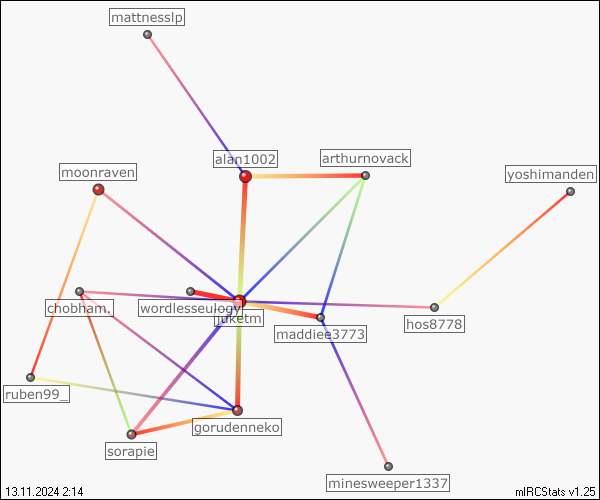 mattnesslp
alan1002
arthurnovack
moonraven
yoshimanden
chobham.
wordlesseulogy
juketm
maddiee3773
hos8778
ruben99_
gorudenneko
sorapie
minesweeper1337
13.11.2024 2:14
mIRCStats v1.25